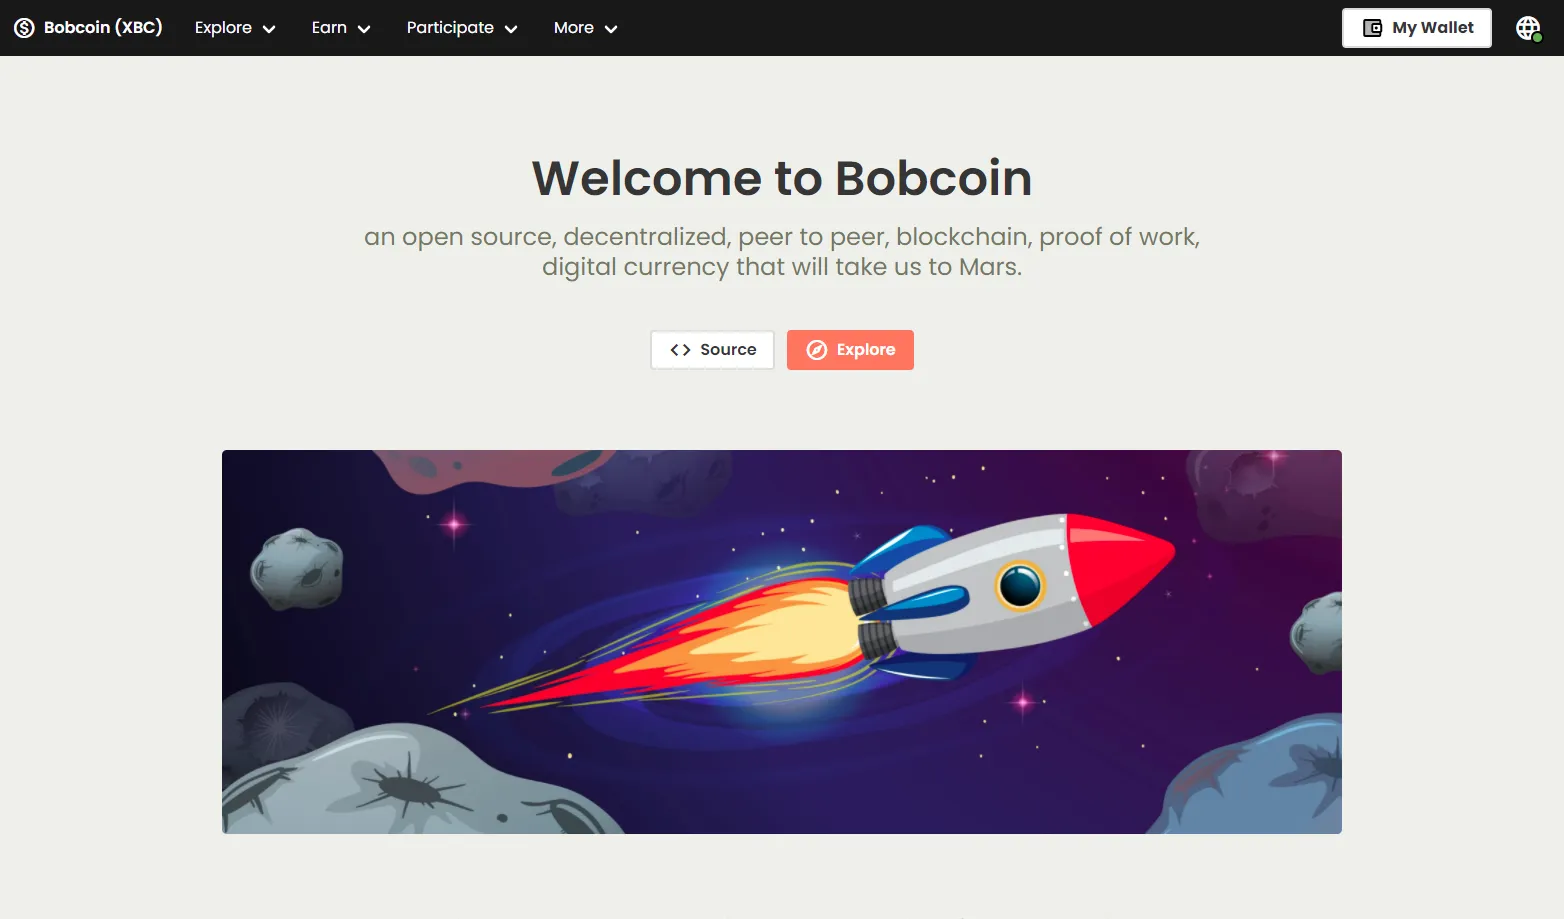 Bobcoin (XBC)
Explore
Earn
Participate
More
My Wallet
Welcome to Bobcoin
an open source, decentralized, peer to peer, blockchain, proof of work,
digital currency that will take us to Mars.
Source
Explore